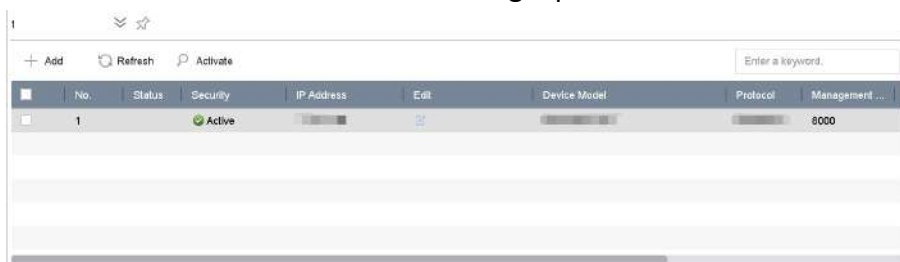 1
Add Refresh Activate Enter a keyword.
No. Status Security IP Address Edit Device Model Protocol Management ...
1 Active 8000